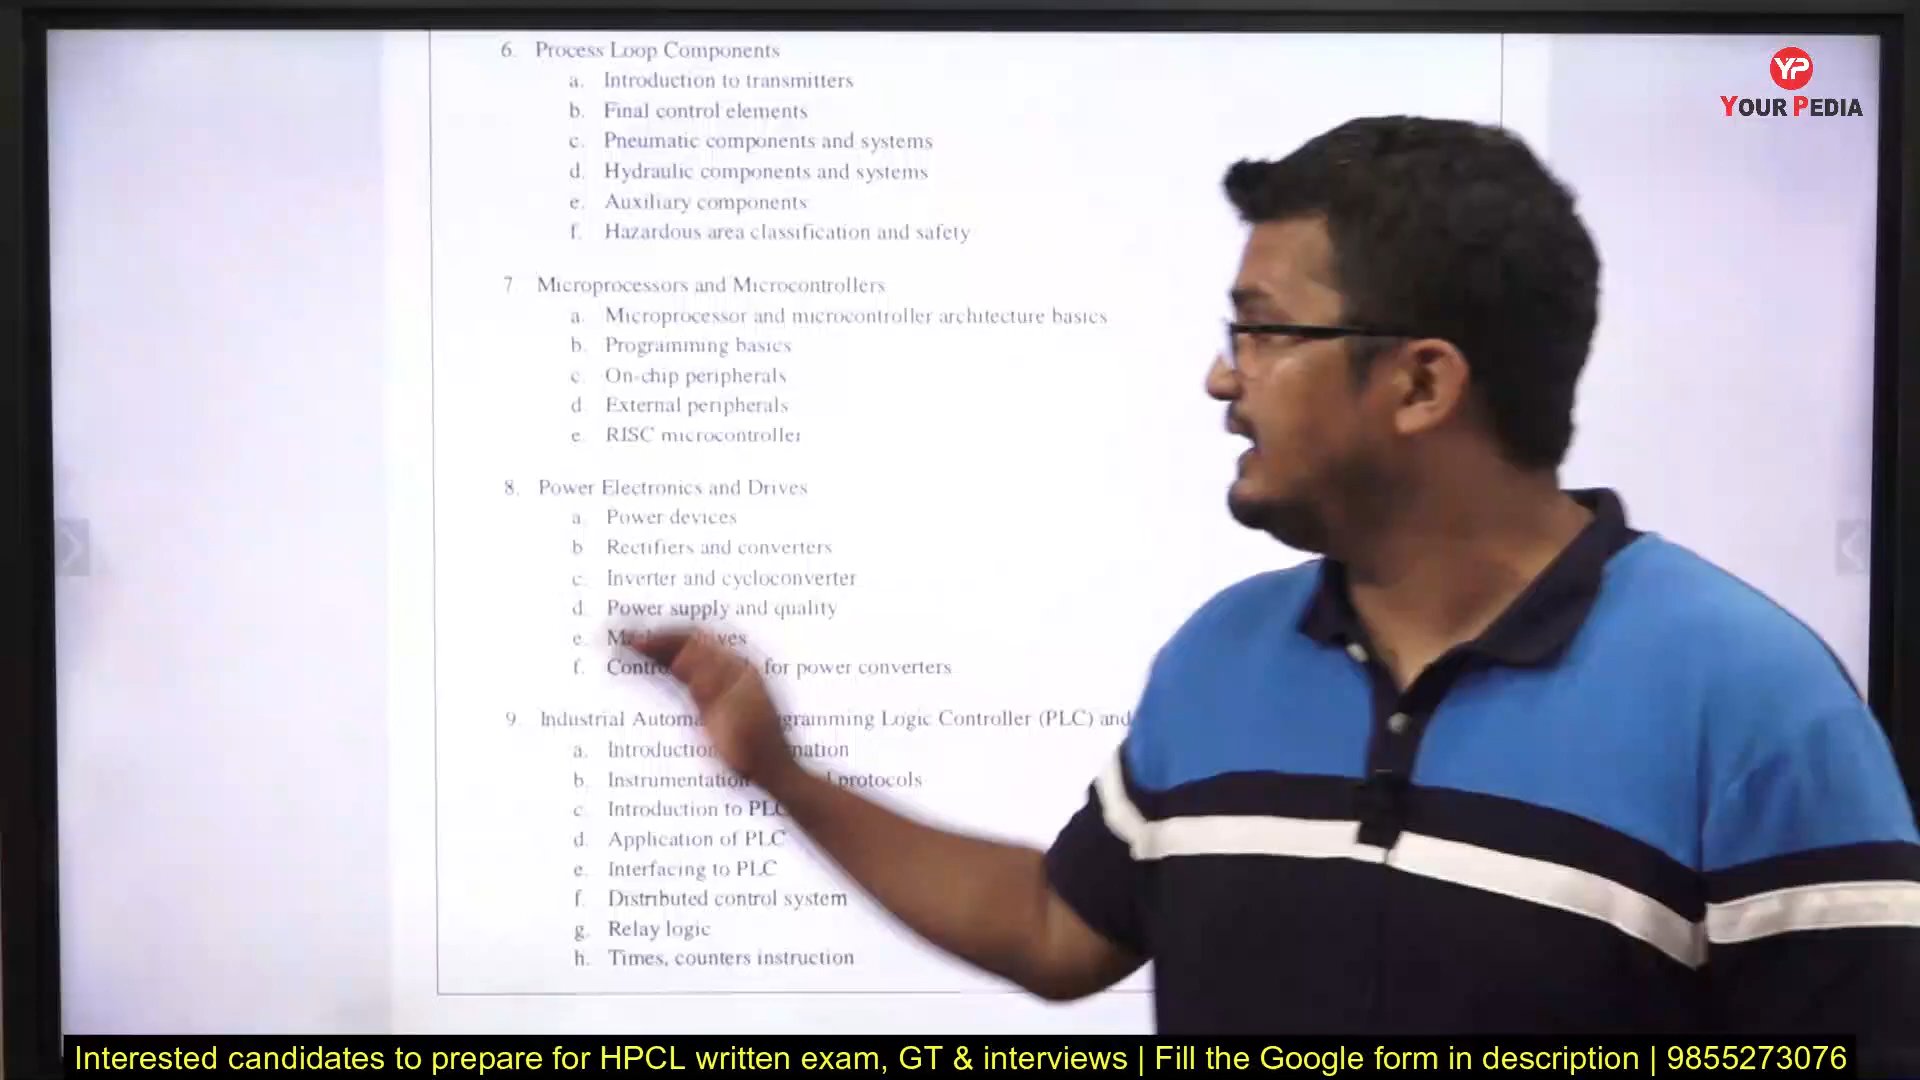 6. Process Loop Components
a. Introduction to transmitters
b. Final control elements
c. Pneumatic components and systems
d. Hydraulic components and systems
e. Auxiliary components
f. Hazardous area classification and safety
7. Microprocessors and Microcontrollers
a. Microprocessor and microcontroller architecture basics
b. Programming basics
c. On-chip peripherals
d. External peripherals
e. RISC microcontroller
8. Power Electronics and Drives
a. Power devices
b. Rectifiers and converters
c. Inverter and cycloconverter
d. Power supply and quality
e.
f. for power converters
9. Industrial Logic Controller (PLC) and
a. Introduction
b. Instrumentation protocols
c. Introduction to PLC
d. Application of PLC
e. Interfacing to PLC
f. Distributed control system
g. Relay logic
h. Times, counters instruction
YP
YOUR PEDIA
Interested candidates to prepare for HPCL written exam, GT & interviews | Fill the Google form in description | 9855273076